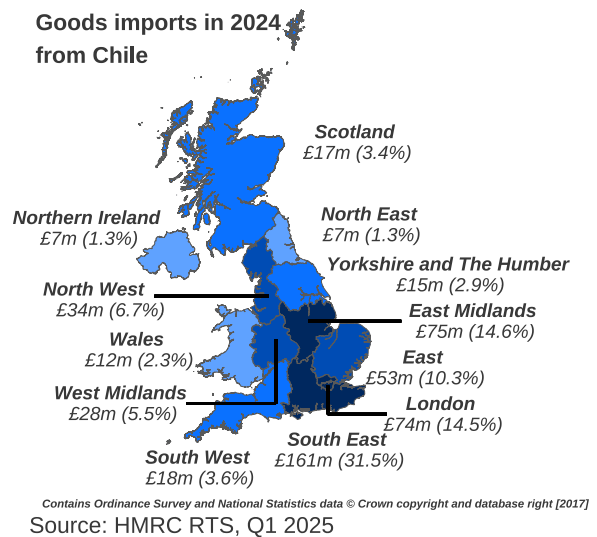 Goods imports in 2024
from Chile
Scotland
£17m (3.4%)
Northern Ireland
£7m (1.3%)
North East
£7m (1.3%)
Yorkshire and The Humber
£15m (2.9%)
North West
£34m (6.7%)
East Midlands
£75m (14.6%)
Wales
£12m (2.3%)
East
£53m (10.3%)
West Midlands
£28m (5.5%)
London
£74m (14.5%)
South East
£161m (31.5%)
South West
£18m (3.6%)
Contains Ordinance Survey and National Statistics data © Crown copyright and database right [2017]
Source: HMRC RTS, Q1 2025